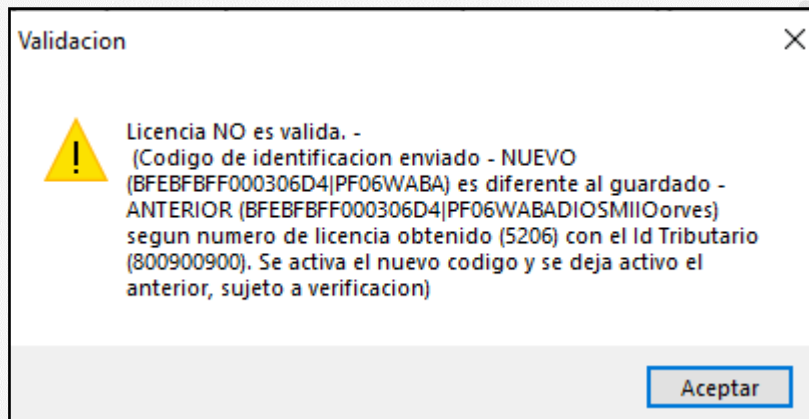 Validacion
Licencia NO es valida. -
(Codigo de identificacion enviado - NUEVO
(BFEBFBFF000306D4|PF06WABA) es diferente al guardado -
ANTERIOR (BFEBFBFF000306D4|PF06WABADIOSMIIOorves)
segun numero de licencia obtenido (5206) con el Id Tributario
(800900900). Se activa el nuevo codigo y se deja activo el
anterior, sujeto a verificacion)
Aceptar